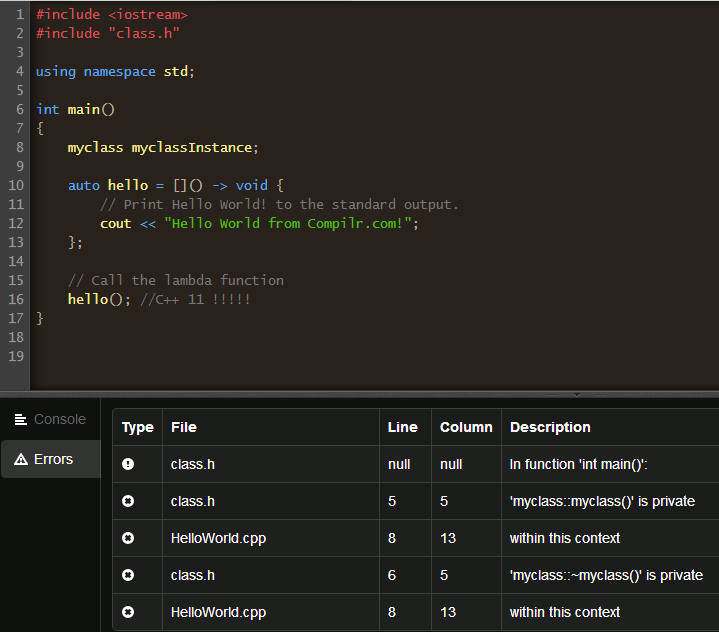 1 #include <iostream>
2 #include "class.h"
3
4 using namespace std;
5
6 int main()
7 {
8 myclass myclassInstance;
9
10 auto hello = []() -> void {
11 // Print Hello World! to the standard output.
12 cout << "Hello World from Compilr.com!";
13 };
14
15 // Call the lambda function
16 hello(); //C++ 11 !!!!!
17 }
18
19
Console
Errors
Type File Line Column Description
class.h null null In function 'int main()':
class.h 5 5 'myclass::myclass()' is private
HelloWorld.cpp 8 13 within this context
class.h 6 5 'myclass::~myclass()' is private
HelloWorld.cpp 8 13 within this context